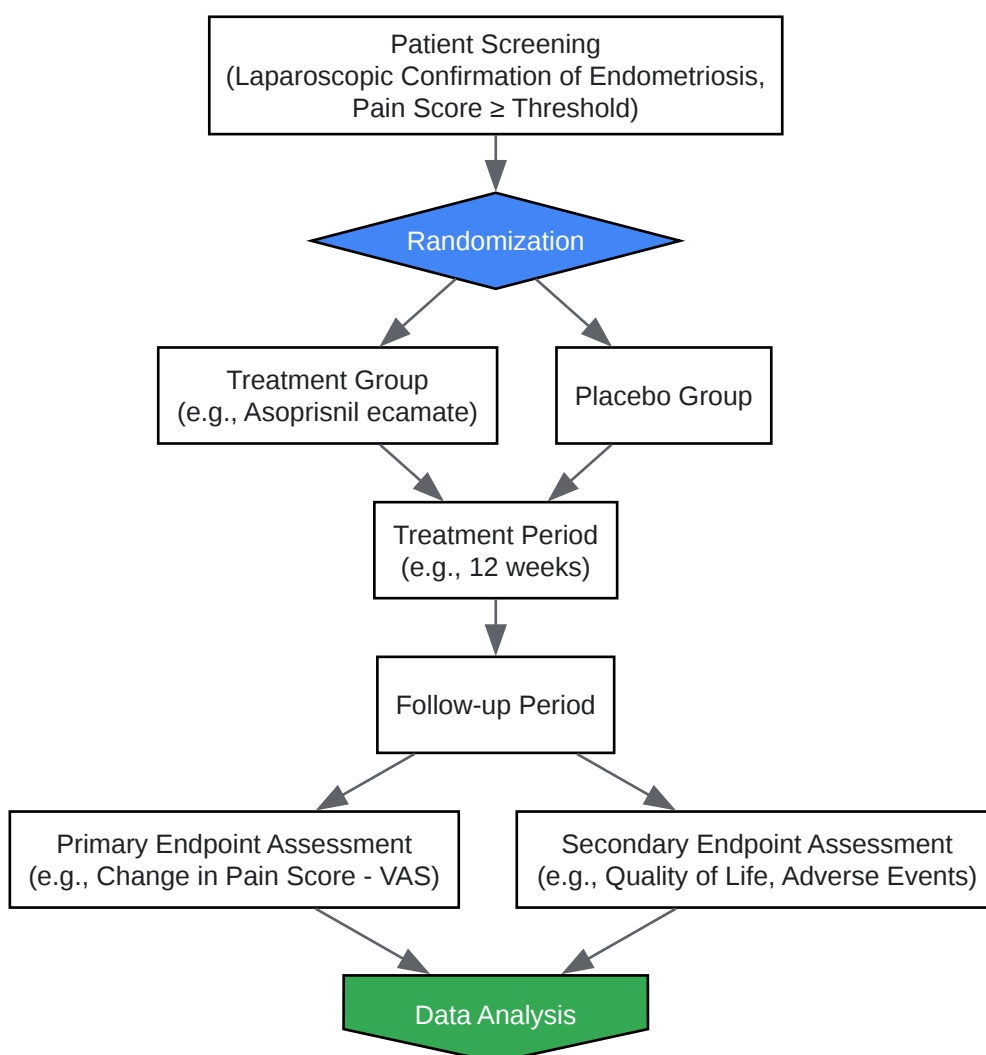 Patient Screening
(Laparoscopic Confirmation of Endometriosis,
Pain Score ≥ Threshold)
Randomization
Treatment Group
(e.g., Asoprisnil ecamate)
Placebo Group
Treatment Period
(e.g., 12 weeks)
Follow-up Period
Primary Endpoint Assessment
(e.g., Change in Pain Score - VAS)
Secondary Endpoint Assessment
(e.g., Quality of Life, Adverse Events)
Data Analysis